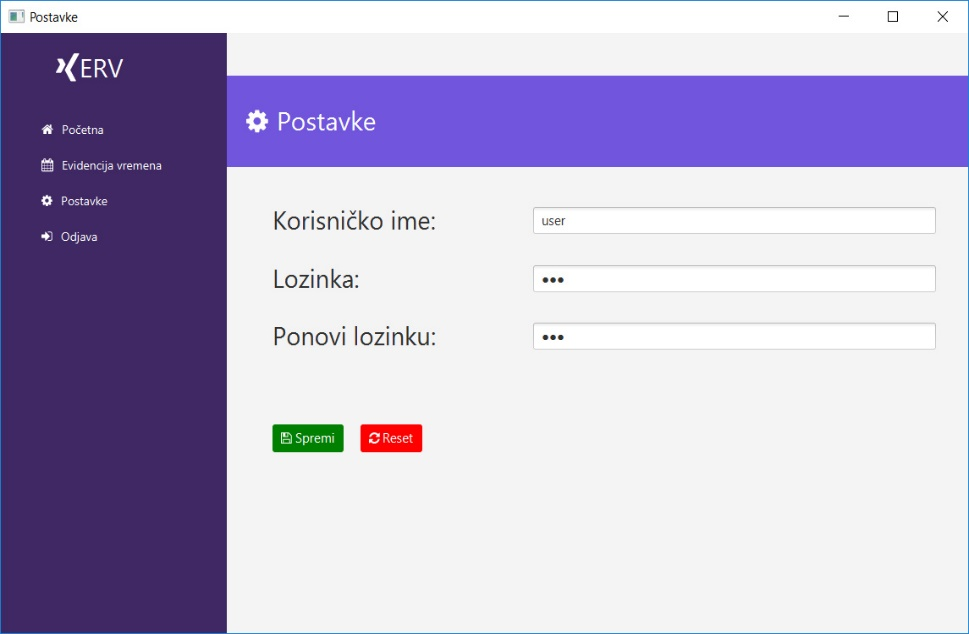 Postavke
ERV
Početna
Evidencija vremena
Postavke
Odjava
Postavke
Korisničko ime:
user
Lozinka:
•••
Ponovi lozinku:
•••
Spremi
Reset